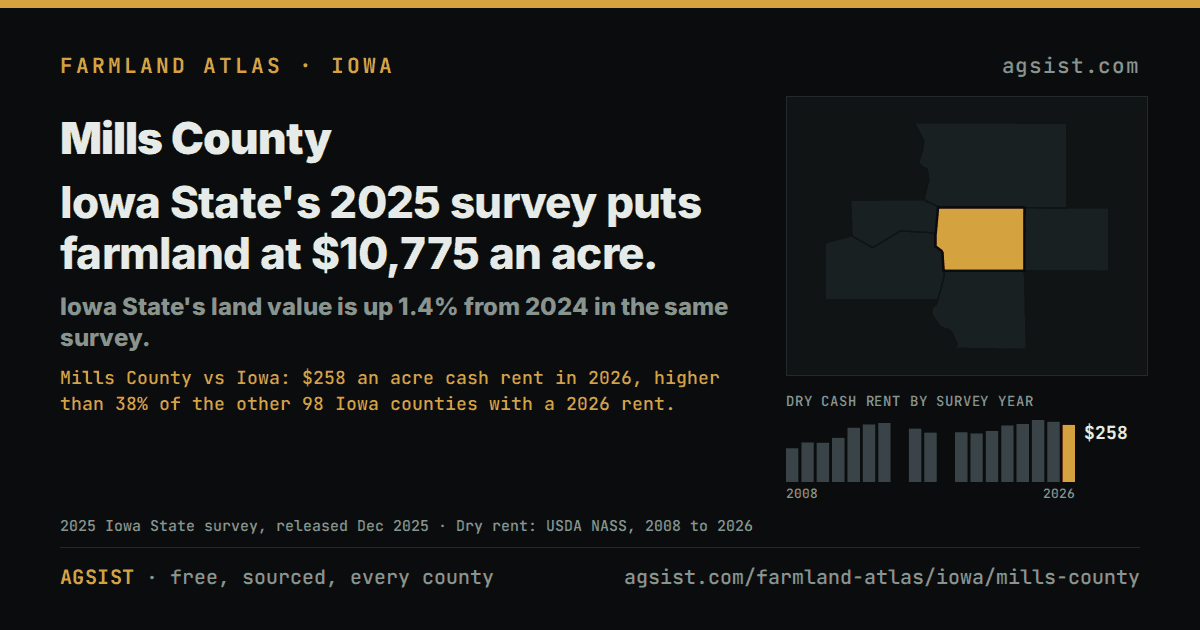 FARMLAND ATLAS · IOWA
agsist.com
Mills County
Iowa State's 2025 survey puts
farmland at $10,775 an acre.
Iowa State's land value is up 1.4% from 2024 in the same
survey.
Mills County vs Iowa: $258 an acre cash rent in 2026, higher
than 38% of the other 98 Iowa counties with a 2026 rent.
DRY CASH RENT BY SURVEY YEAR
$258
2008
2026
2025 Iowa State survey, released Dec 2025 · Dry rent: USDA NASS, 2008 to 2026
AGSIST · free, sourced, every county
agsist.com/farmland-atlas/iowa/mills-county